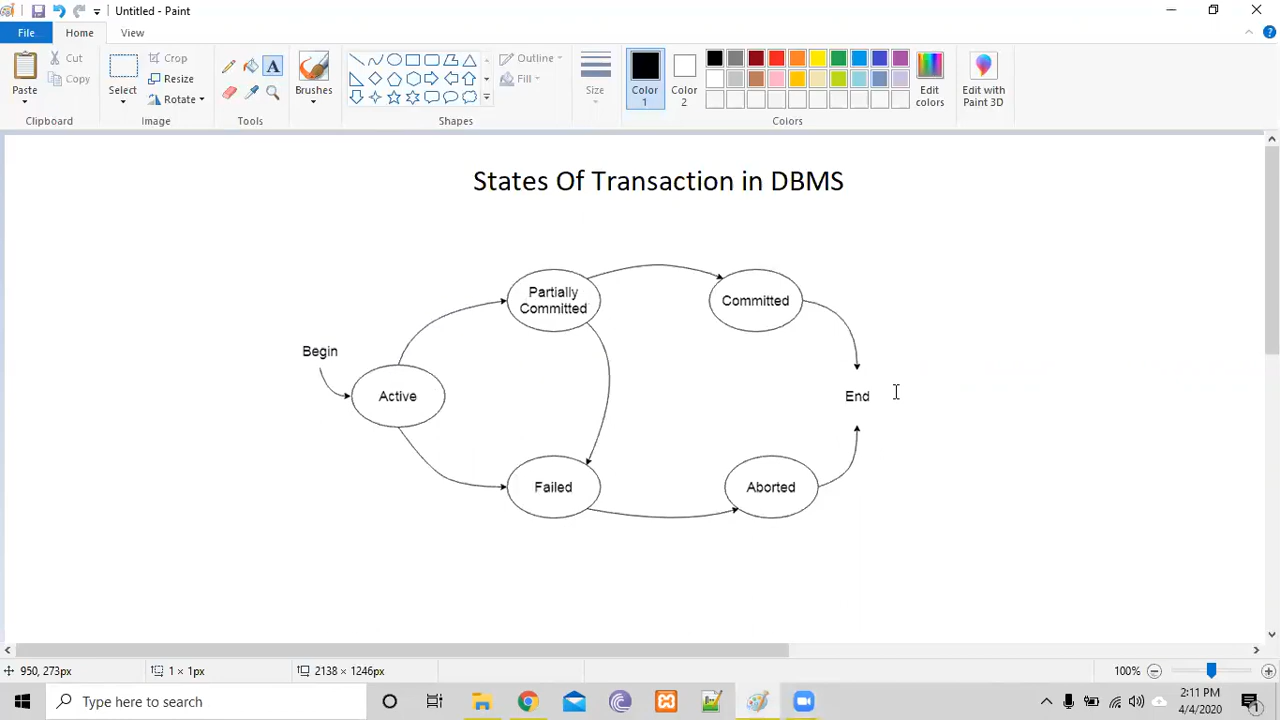 Untitled - Paint
File
Home
View
Paste
Cut
Copy
Clipboard
Select
Crop
Resize
Rotate
Image
A
Tools
Brushes
Outline
Fill
Shapes
Size
Color 1
Color 2
Edit colors
Colors
Edit with Paint 3D
States Of Transaction in DBMS
Partially
Committed
Committed
Begin
Active
End
Failed
Aborted
950, 273px
1 × 1px
2138 × 1246px
100%
Type here to search
2:11 PM
4/4/2020